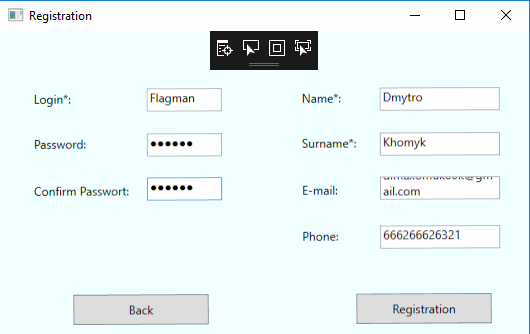 Registration
Login*:
Flagman
Name*:
Dmytro
Password:
●●●●●●
Surname*:
Khomyk
Confirm Passwort:
●●●●●●
E-mail:
ail.com
Phone:
666266626321
Back
Registration